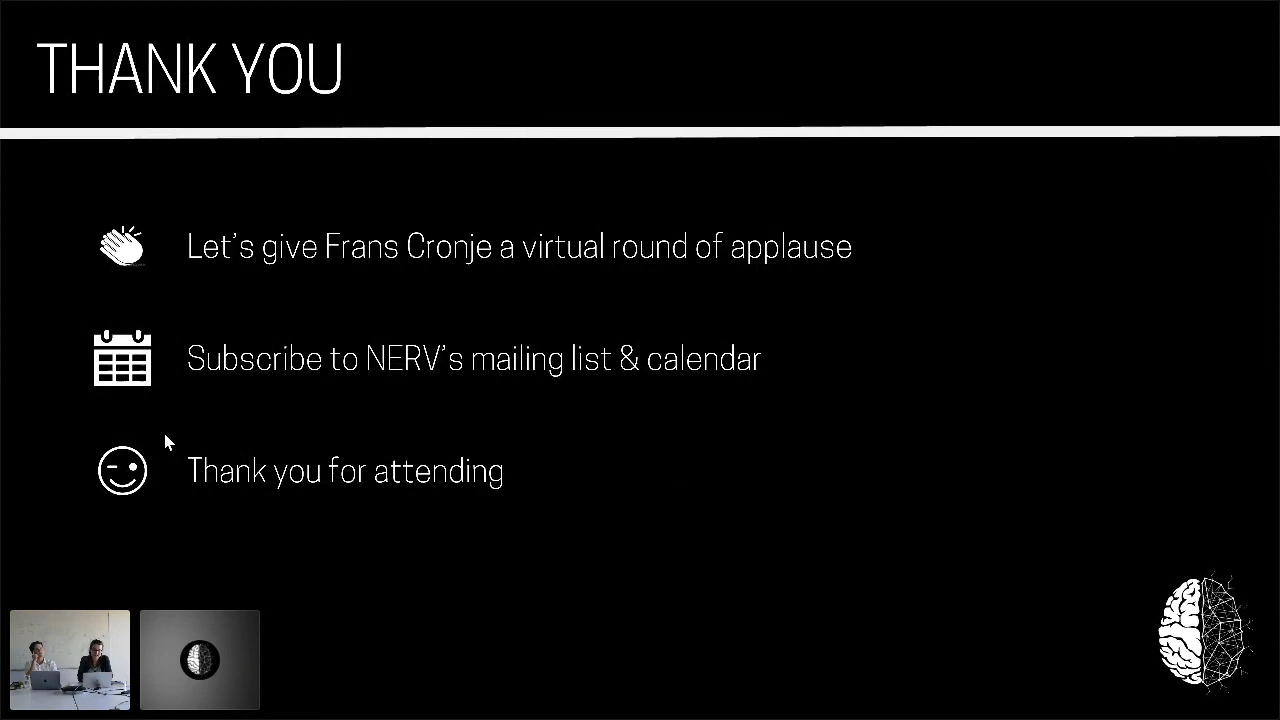 THANK YOU
Let's give Frans Cronje a virtual round of applause
Subscribe to NERV's mailing list & calendar
Thank you for attending